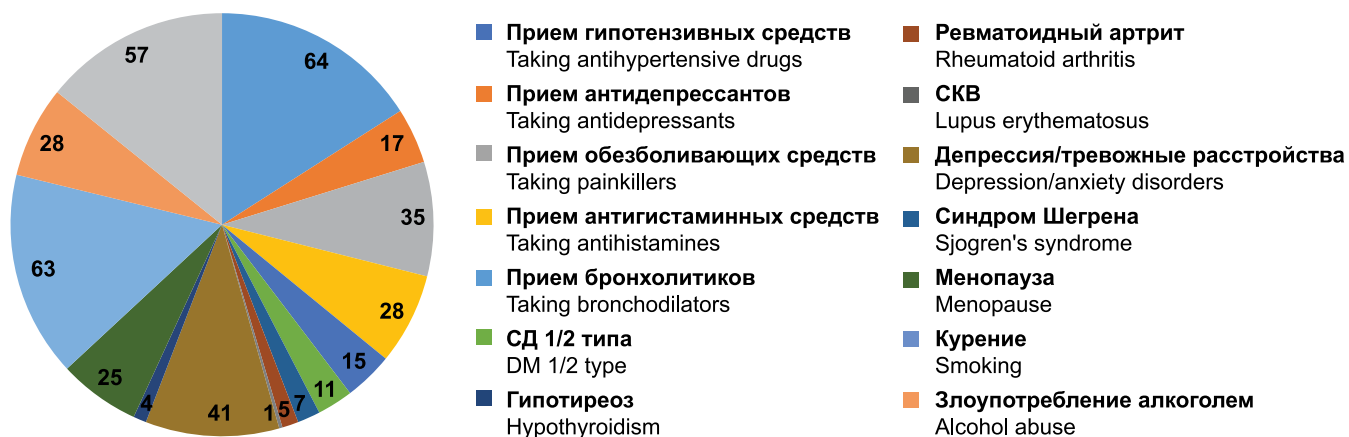 64
17
35
28
15
11
7
5
1
41
4
25
63
28
57
Прием гипотензивных средств
Taking antihypertensive drugs
Прием антидепрессантов
Taking antidepressants
Прием обезболивающих средств
Taking painkillers
Прием антигистаминных средств
Taking antihistamines
Прием бронхолитиков
Taking bronchodilators
СД 1/2 типа
DM 1/2 type
Гипотиреоз
Hypothyroidism
Ревматоидный артрит
Rheumatoid arthritis
СКВ
Lupus erythematosus
Депрессия/тревожные расстройства
Depression/anxiety disorders
Синдром Шегрена
Sjogren's syndrome
Менопауза
Menopause
Курение
Smoking
Злоупотребление алкоголем
Alcohol abuse